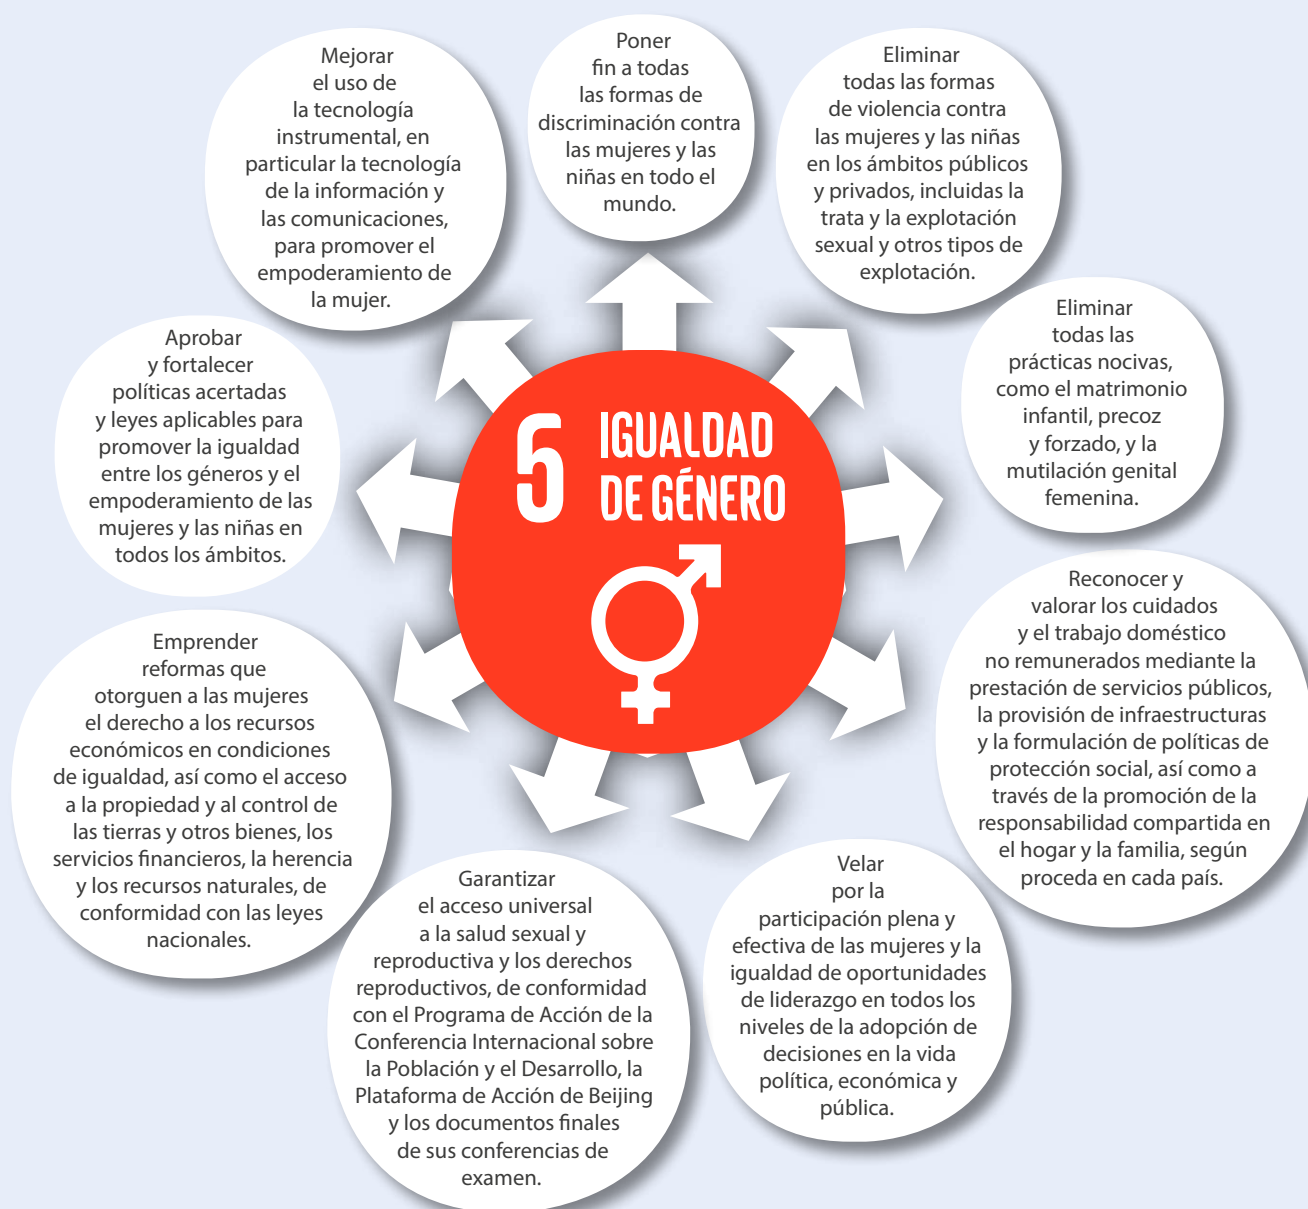 Poner
fin a todas
las formas de
discriminación contra
las mujeres y las
niñas en todo el
mundo.
Eliminar
todas las formas
de violencia contra
las mujeres y las niñas
en los ámbitos públicos
y privados, incluidas la
trata y la explotación
sexual y otros tipos de
explotación.
Eliminar
todas las
prácticas nocivas,
como el matrimonio
infantil, precoz
y forzado, y la
mutilación genital
femenina.
Reconocer y
valorar los cuidados
y el trabajo doméstico
no remunerados mediante la
prestación de servicios públicos,
la provisión de infraestructuras
y la formulación de políticas de
protección social, así como a
través de la promoción de la
responsabilidad compartida en
el hogar y la familia, según
proceda en cada país.
Velar
por la
participación plena y
efectiva de las mujeres y la
igualdad de oportunidades
de liderazgo en todos los
niveles de la adopción de
decisiones en la vida
política, económica y
pública.
Garantizar
el acceso universal
a la salud sexual y
reproductiva y los derechos
reproductivos, de conformidad
con el Programa de Acción de la
Conferencia Internacional sobre
la Población y el Desarrollo, la
Plataforma de Acción de Beijing
y los documentos finales
de sus conferencias de
examen.
Emprender
reformas que
otorguen a las mujeres
el derecho a los recursos
económicos en condiciones
de igualdad, así como el acceso
a la propiedad y al control de
las tierras y otros bienes, los
servicios financieros, la herencia
y los recursos naturales, de
conformidad con las leyes
nacionales.
Aprobar
y fortalecer
políticas acertadas
y leyes aplicables para
promover la igualdad
entre los géneros y el
empoderamiento de las
mujeres y las niñas en
todos los ámbitos.
Mejorar
el uso de
la tecnología
instrumental, en
particular la tecnología
de la información y
las comunicaciones,
para promover el
empoderamiento de
la mujer.
5 IGUALDAD
DE GÉNERO